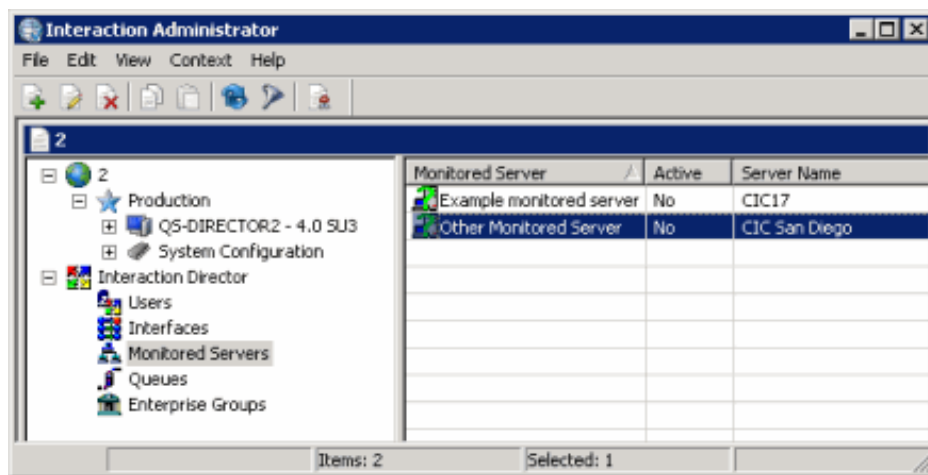 Interaction Administrator
File Edit View Context Help
2
2
Production
QS-DIRECTOR2 - 4.0 SU3
System Configuration
Interaction Director
Users
Interfaces
Monitored Servers
Queues
Enterprise Groups
Monitored Server Active Server Name
Example monitored server No CIC17
Other Monitored Server No CIC San Diego
Items: 2 Selected: 1